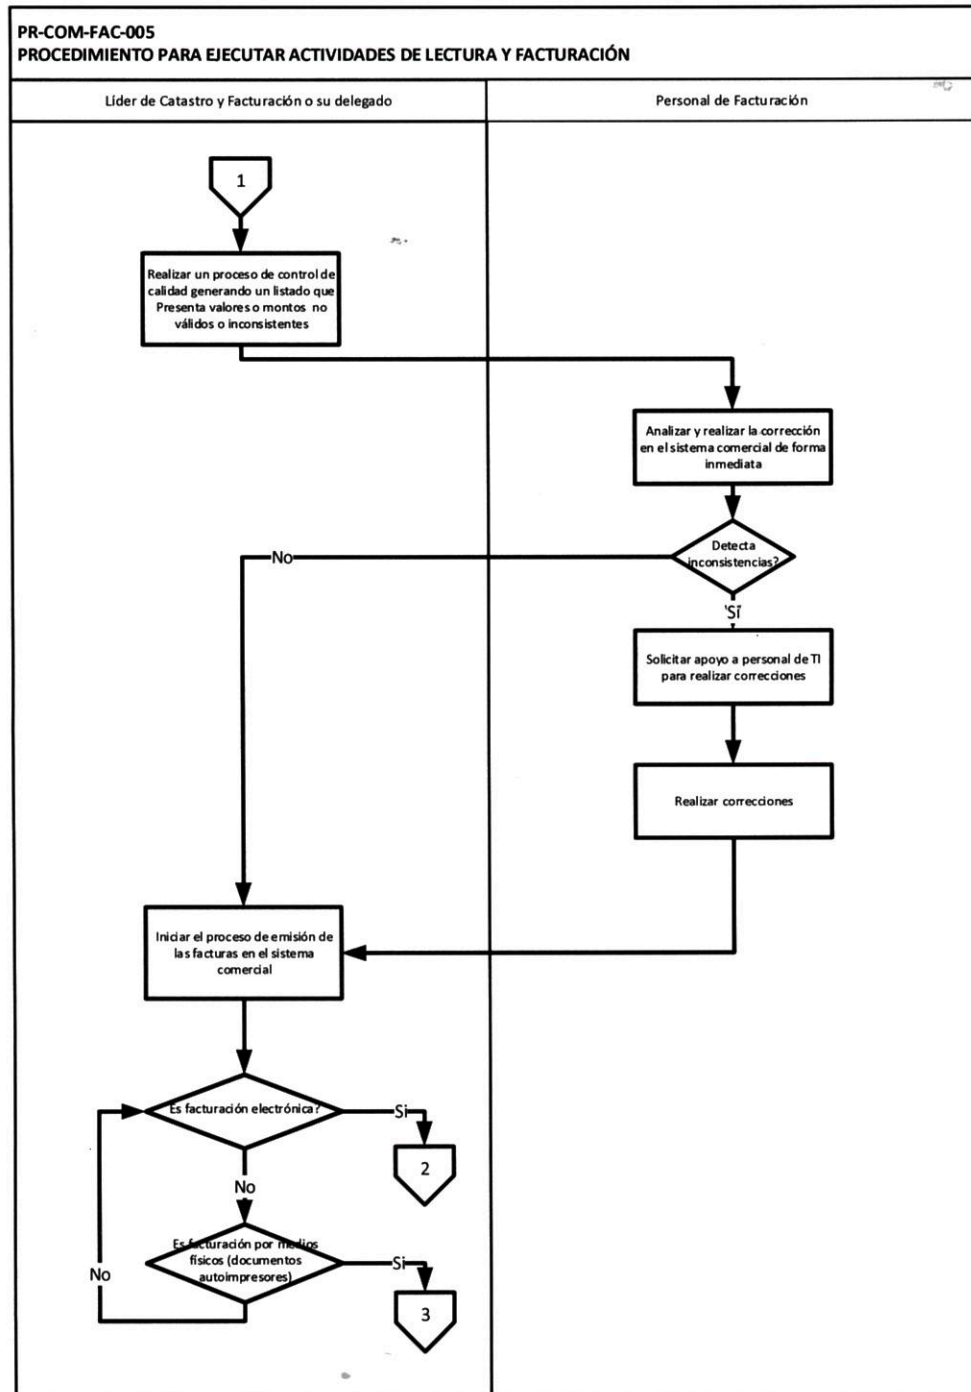 PR-COM-FAC-005
PROCEDIMIENTO PARA EJECUTAR ACTIVIDADES DE LECTURA Y FACTURACIÓN
Líder de Catastro y Facturación o su delegado
Personal de Facturación
1
Realizar un proceso de control de
calidad generando un listado que
Presenta valores o montos no
válidos o inconsistentes
Analizar y realizar la corrección
en el sistema comercial de forma
inmediata
Detecta
inconsistencias?
No
Sí
Solicitar apoyo a personal de TI
para realizar correcciones
Realizar correcciones
Iniciar el proceso de emisión de
las facturas en el sistema
comercial
Es facturación electrónica?
Si
2
No
Es facturación por medios
físicos (documentos
autoimpresores)
Si
No
3